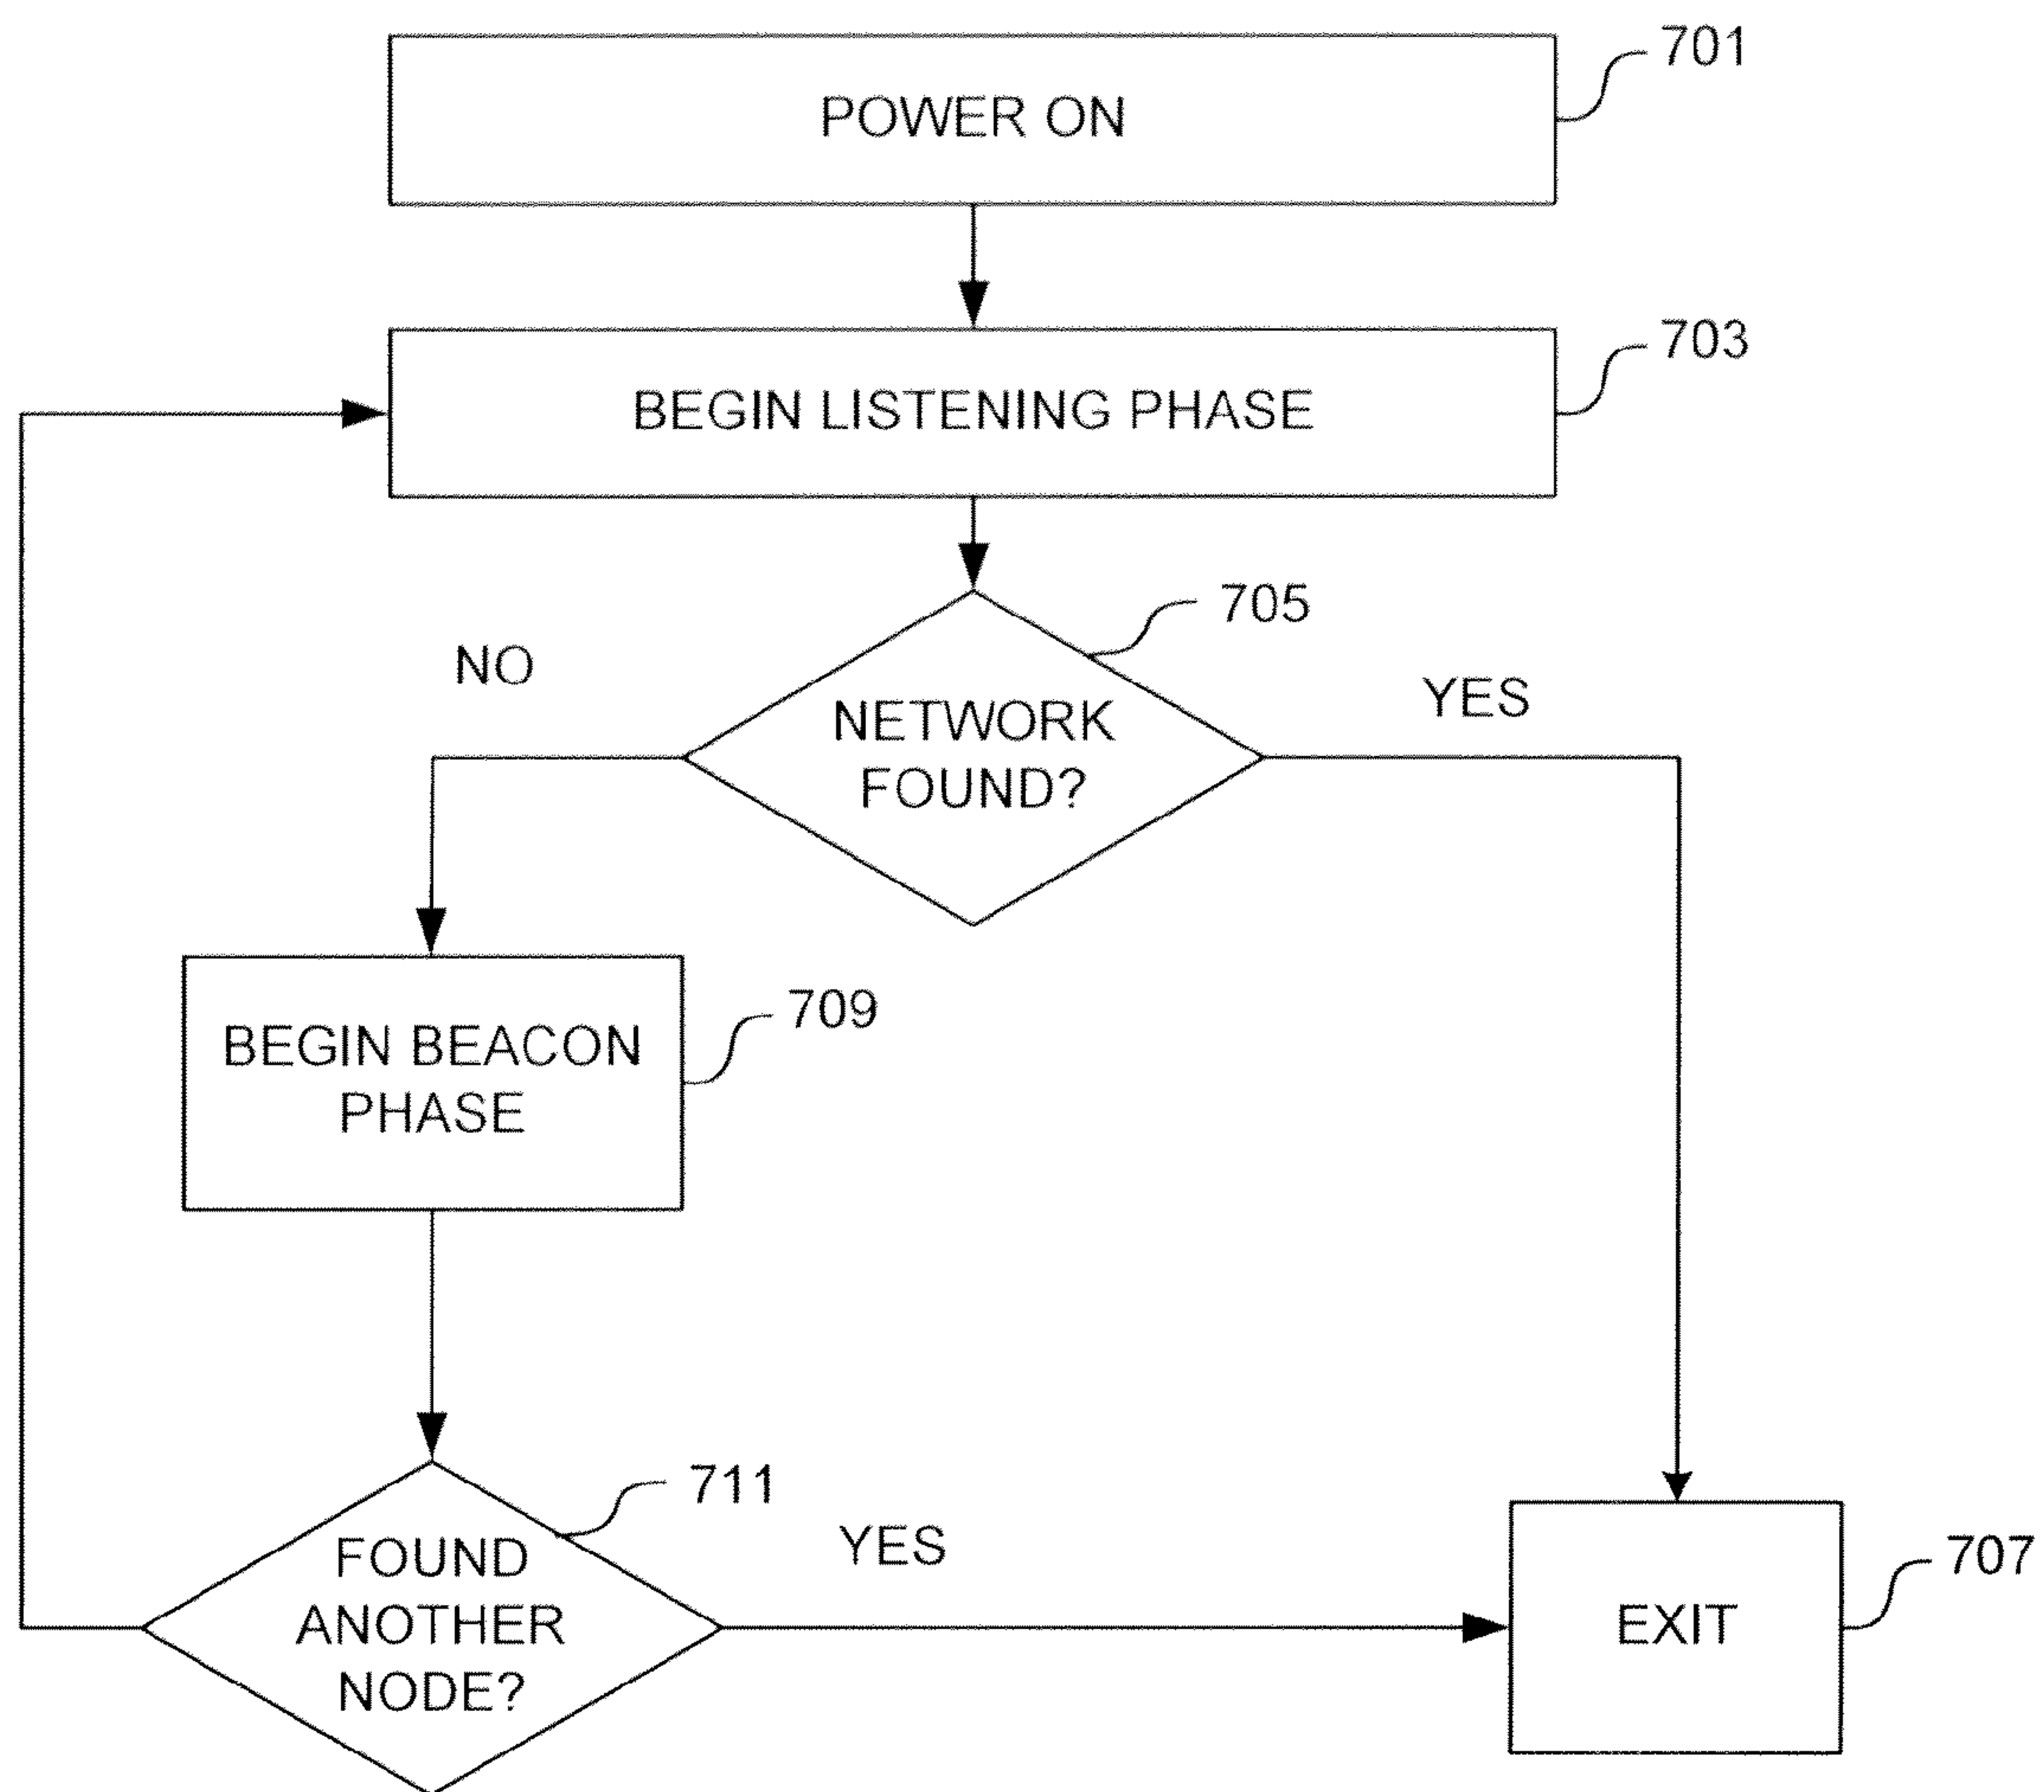 POWER ON
701
BEGIN LISTENING PHASE
703
705
NO
YES
NETWORK
FOUND?
BEGIN BEACON
PHASE
709
711
YES
FOUND
ANOTHER
NODE?
EXIT
707